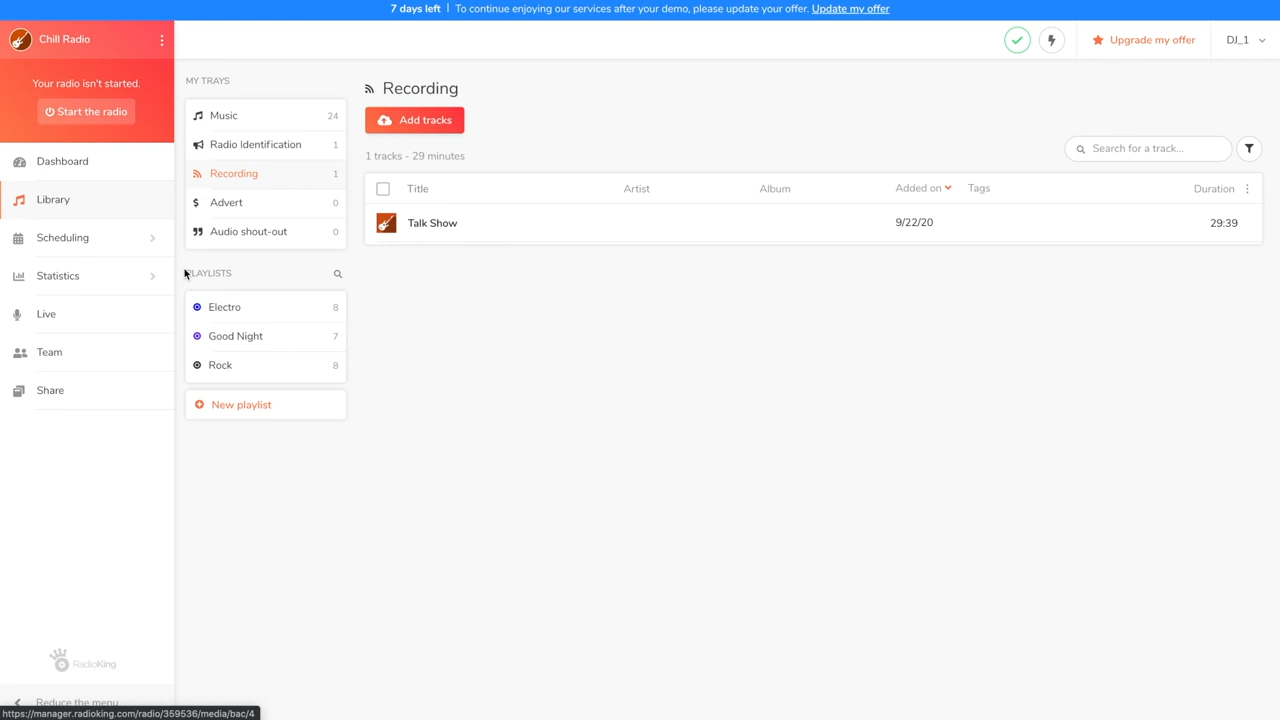 7 days left | To continue enjoying our services after your demo, please update your offer. Update my offer
Chill Radio
Upgrade my offer
DJ_1
Your radio isn't started.
Start the radio
Dashboard
Library
Scheduling
Statistics
Live
Team
Share
RadioKing
Reduce the menu
https://manager.radioking.com/radio/359536/media/bac/4
MY TRAYS
Music 24
Radio Identification 1
Recording 1
Advert 0
Audio shout-out 0
PLAYLISTS
Electro 8
Good Night 7
Rock 8
New playlist
Recording
Add tracks
1 tracks - 29 minutes
Search for a track...
Title Artist Album Added on Tags Duration
Talk Show 9/22/20 29:39